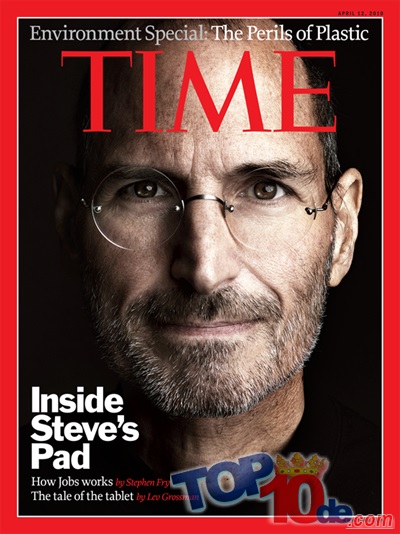 APRIL 12, 2010
Environment Special: The Perils of Plastic
TIME
Inside
Steve's
Pad
How Jobs works by Stephen Fry
The tale of the tablet by Lev Grossman
TOP10de.com